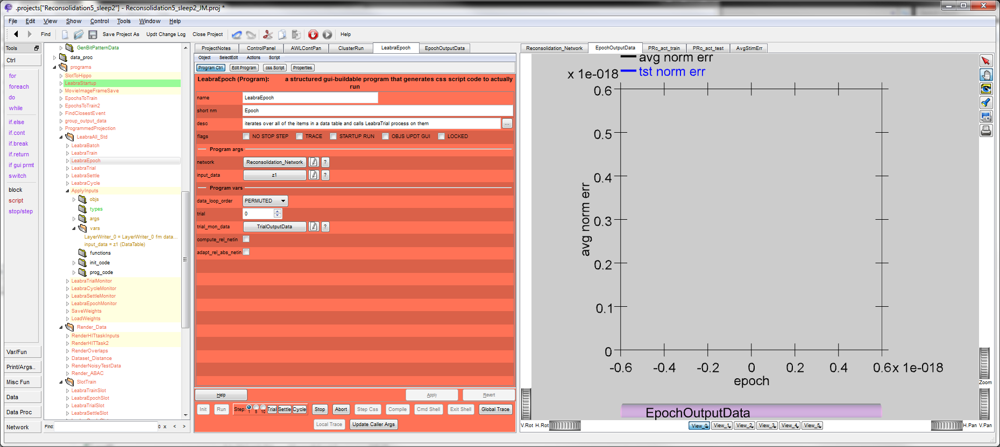 .projects["Reconsolidation5_sleep2"] - Reconsolidation5_sleep2_JM.proj *
File Edit View Show Control Tools Window Help
Find Save Project As Updt Change Log Close Project Help
Tools
Ctrl
for
foreach
do
while
if.else
if.cont
if.break
if.return
if gui prmt
switch
block
script
stop/step
Var/Fun
Print/Args..
Misc Fun
Data
Data Proc
Network
GenBitPatternData
data_proc
programs
SlotToHippo
LeabraStartup
MovieImageFrameSave
EpochsToTrain
EpochsToTrain2
FindClosestEvent
group_output_data
ProgrammedProjection
LeabraAll_Std
LeabraBatch
LeabraTrain
LeabraEpoch
LeabraTrial
LeabraSettle
LeabraCycle
ApplyInputs
objs
types
args
vars
LayerWriter_0 = LayerWriter_0 fm data...
input_data = z1 (DataTable)
functions
init_code
prog_code
LeabraTrialMonitor
LeabraCycleMonitor
LeabraSettleMonitor
LeabraEpochMonitor
SaveWeights
LoadWeights
Render_Data
RenderHITtaskInputs
RenderHITTask2
RenderOverlaps
Dataset_Distance
RenderNoisyTestData
Render_ABAC
SlotTrain
LeabraTrainSlot
LeabraEpochSlot
LeabraTrialSlot
LeabraSettleSlot
Find: 0 x < >
ProjectNotes ControlPanel AWLContPan ClusterRun LeabraEpoch EpochOutputData
Object SelectEdit Actions Script
Program Ctrl Edit Program css Script Properties
LeabraEpoch (Program): a structured gui-buildable program that generates css script code to actually
run
name LeabraEpoch
short nm Epoch
desc iterates over all of the items in a data table and calls LeabraTrial process on them ...
flags NO STOP STEP TRACE STARTUP RUN OBJS UPDT GUI LOCKED
Program args
network Reconsolidation_Network ?
input_data z1 ?
Program vars
data_loop_order PERMUTED
trial 0
trial_mon_data TrialOutputData ?
compute_rel_netin
adapt_rel_abs_netin
Help Apply Revert
Init Run Step: 1 5 10 Trial Settle Cycle Stop Abort Step Css Compile Cmd Shell Exit Shell Global Trace
Local Trace Update Caller Args
Reconsolidation_Network EpochOutputData PRc_act_train PRc_act_test AvgStimErr
avg norm err
tst norm err
x 1e-018
0.6
0.5
0.4
0.3
0.2
0.1
0
avg norm err
-0.6 -0.4 -0.2 0 0.2 0.4 0.6 x 1e-018
epoch
EpochOutputData
Zoom
V.Rot H.Rot View_0 View_1 View_2 View_3 View_4 View_5 H.Pan V.Pan